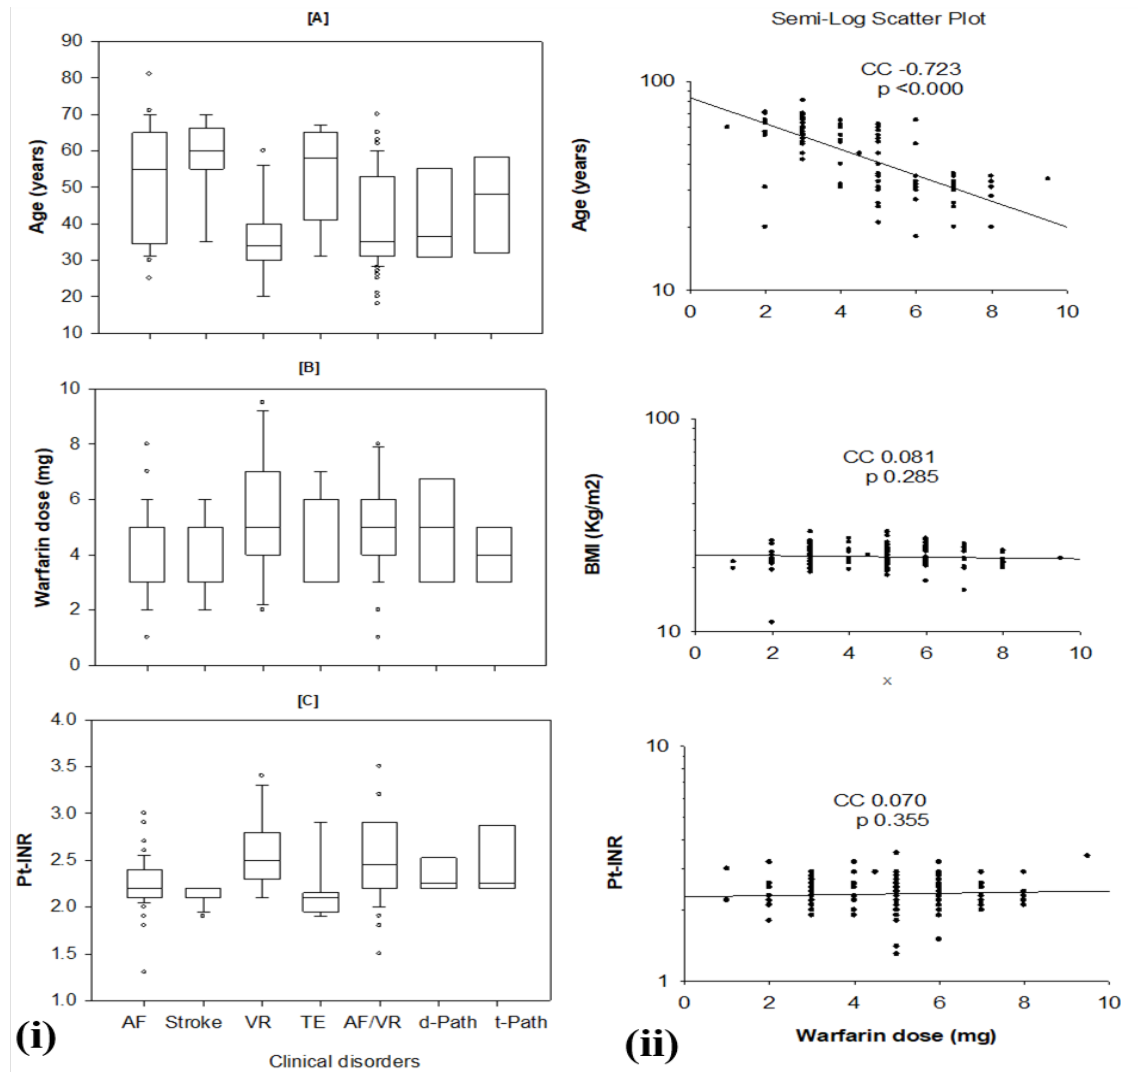 [A]
90
80
70
60
50
40
30
20
10
Age (years)
[B]
10
8
6
4
2
0
Warfarin dose (mg)
[C]
4.0
3.5
3.0
2.5
2.0
1.5
1.0
Pt-INR
AF Stroke VR TE AF/VR d-Path t-Path
Clinical disorders
(i)
Semi-Log Scatter Plot
CC -0.723
p <0.000
100
10
Age (years)
0 2 4 6 8 10
CC 0.081
p 0.285
100
10
BMI (Kg/m2)
0 2 4 6 8 10
x
CC 0.070
p 0.355
10
1
Pt-INR
0 2 4 6 8 10
Warfarin dose (mg)
(ii)